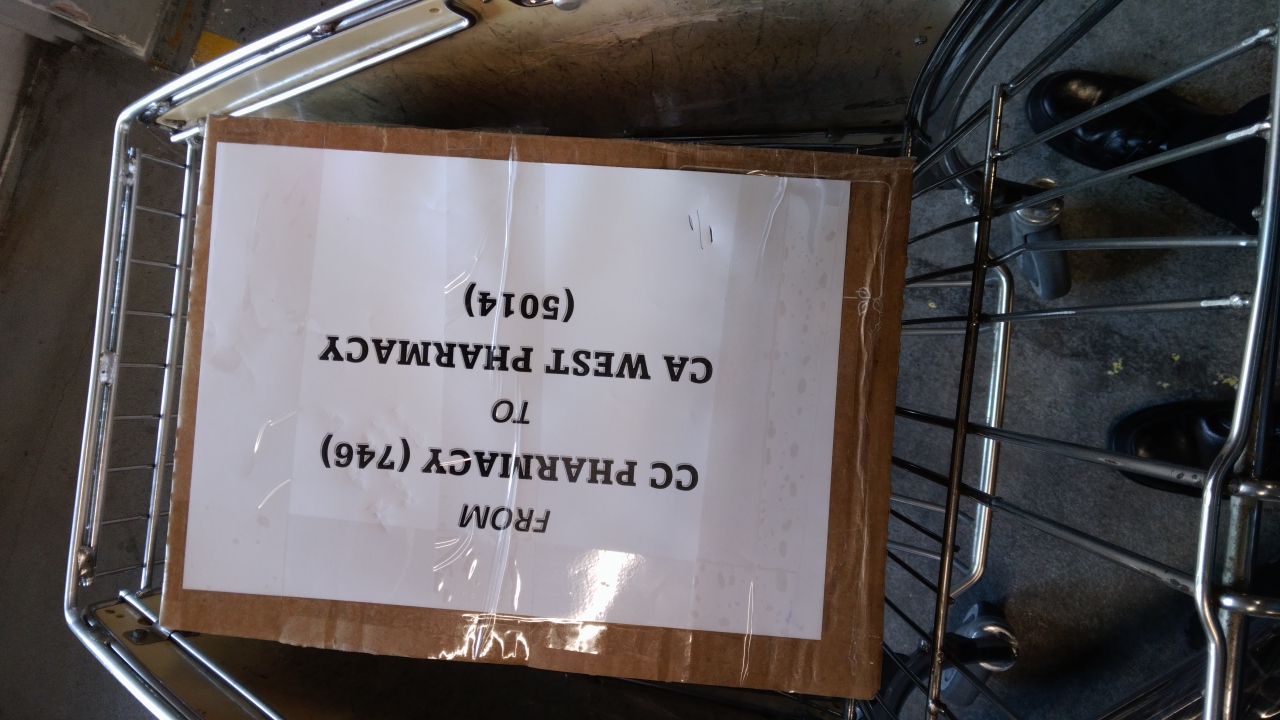 FROM
CC PHARMACY (746)
TO
CA WEST PHARMACY
(5014)